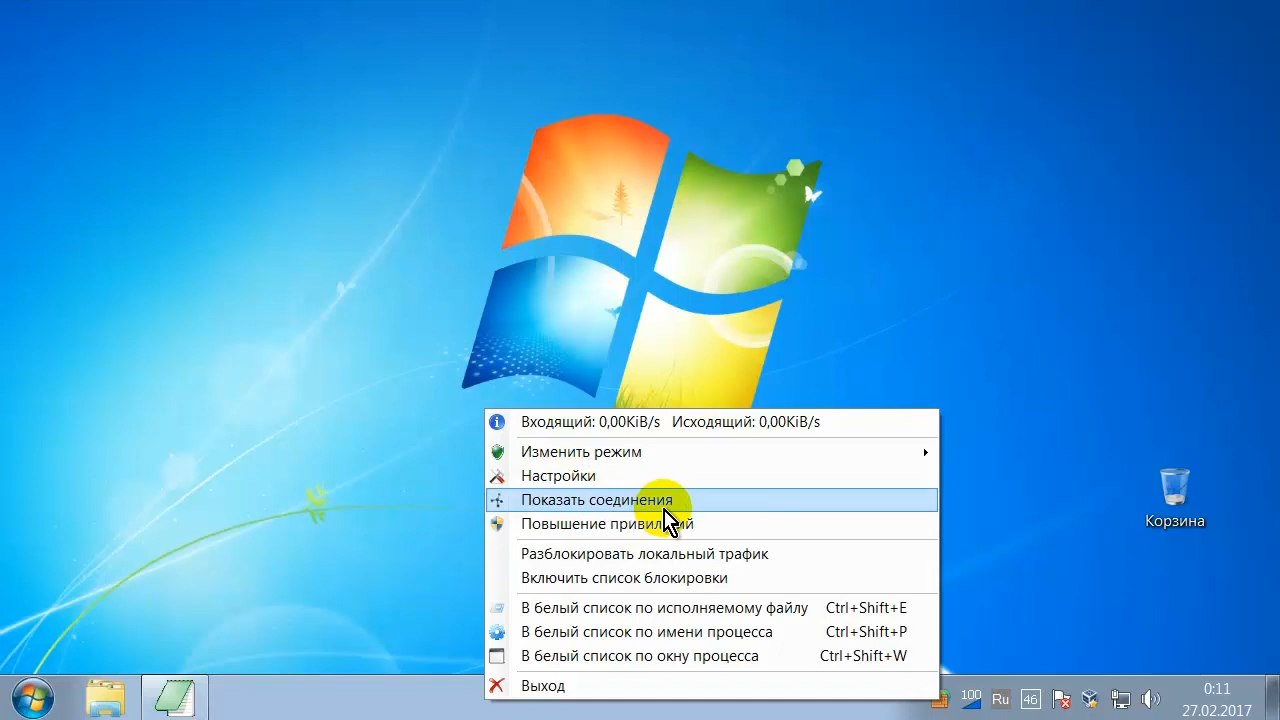 Входящий: 0,00KiB/s Исходящий: 0,00KiB/s
Изменить режим
Настройки
Показать соединения
Повышение привилегий
Разблокировать локальный трафик
Включить список блокировки
В белый список по исполняемому файлу Ctrl+Shift+E
В белый список по имени процесса Ctrl+Shift+P
В белый список по окну процесса Ctrl+Shift+W
Выход
Корзина
100
Ru
46
0:11
27.02.2017